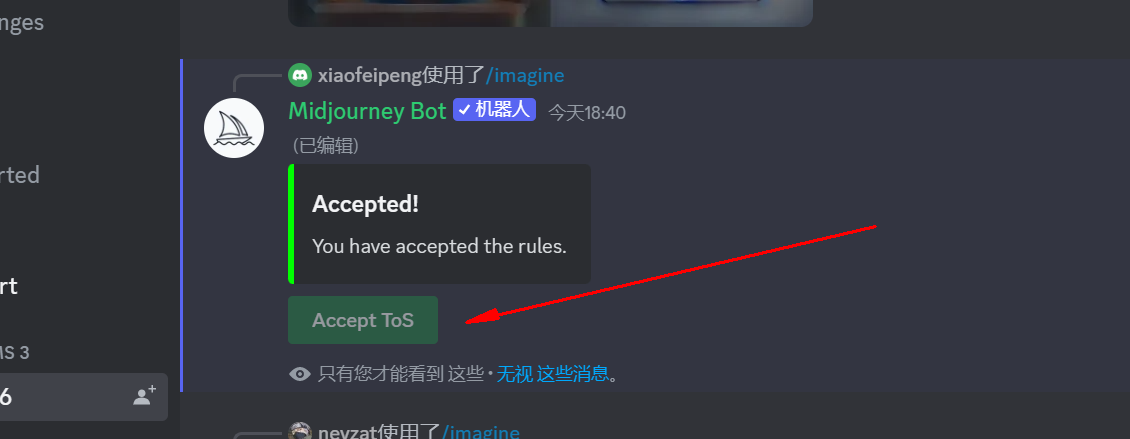 nges
xiaofeipeng使用了/imagine
Midjourney Bot 机器人 今天18:40
(已编辑)
rted
Accepted!
You have accepted the rules.
rt
Accept ToS
MS 3
只有您才能看到 这些 • 无视 这些消息。
6
nevzat使用了/imagine